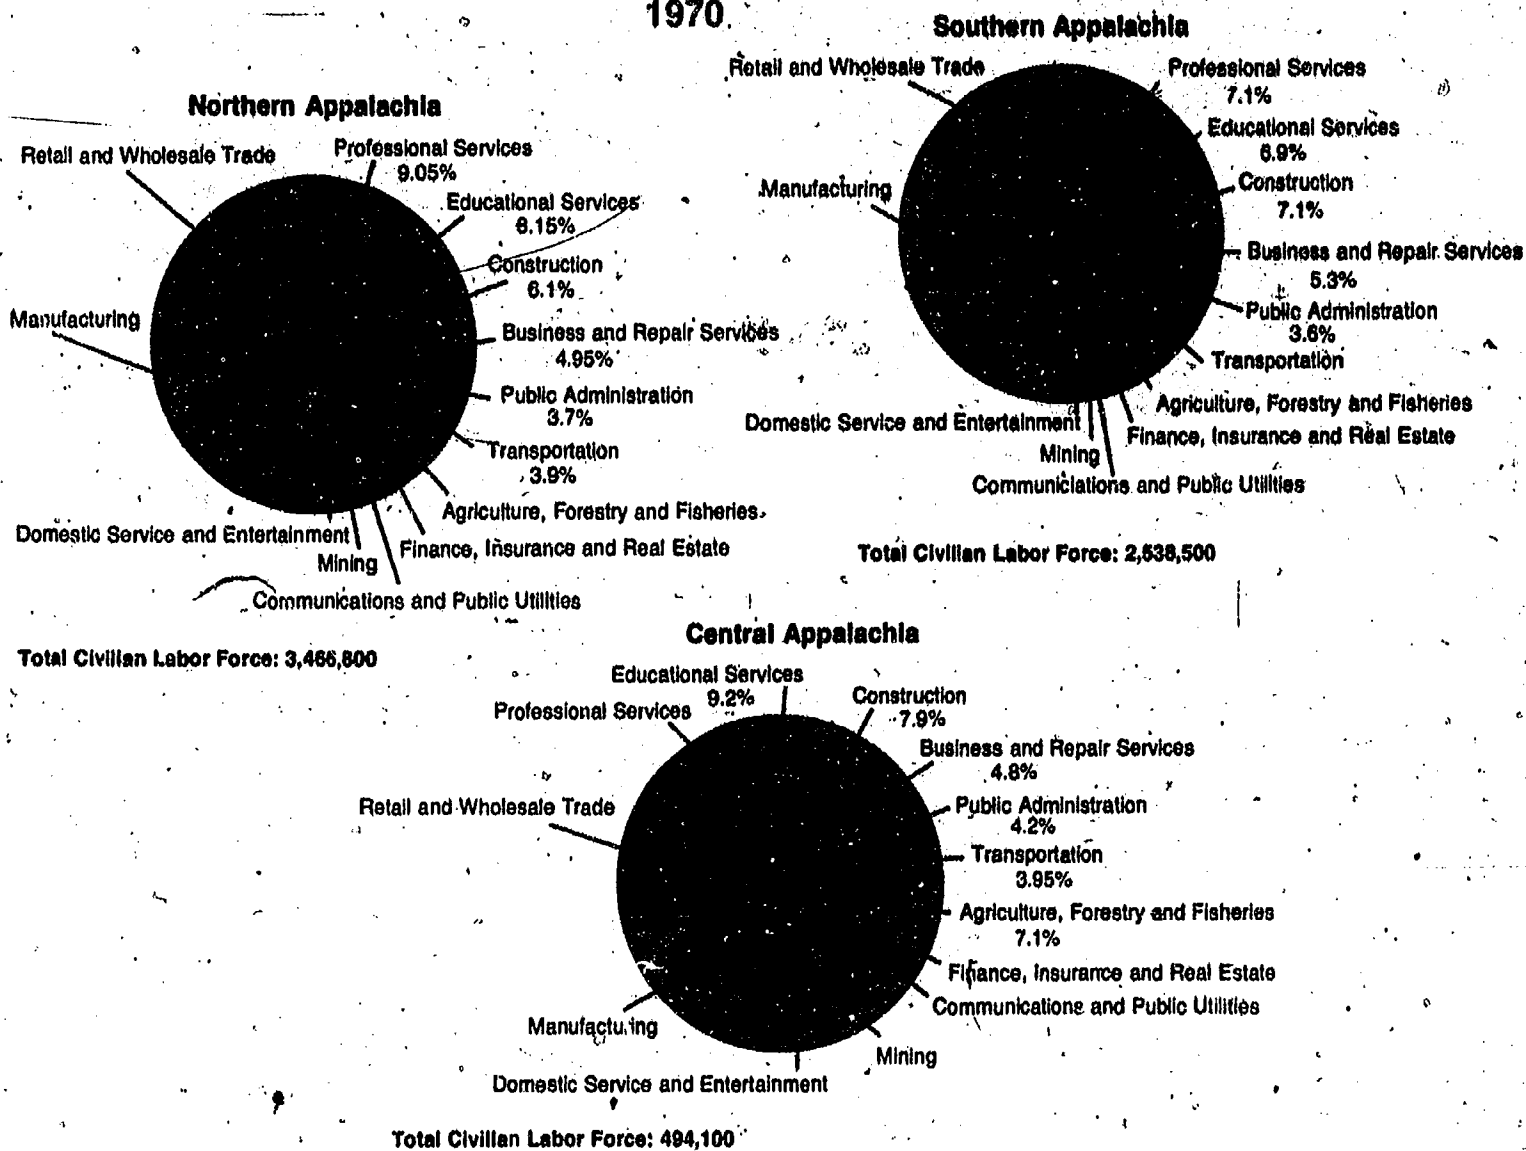 1970
Northern Appalachia
Retail and Wholesale Trade
Professional Services
9.05%
Educational Services
8.15%
Construction
6.1%
Manufacturing
Business and Repair Services
4.95%
Public Administration
3.7%
Transportation
3.9%
Agriculture, Forestry and Fisheries
Domestic Service and Entertainment
Finance, Insurance and Real Estate
Mining
Communications and Public Utilities
Total Civilian Labor Force: 3,466,800
Southern Appalachia
Retail and Wholesale Trade
Professional Services
7.1%
Educational Services
6.9%
Construction
7.1%
Manufacturing
Business and Repair Services
5.3%
Public Administration
3.6%
Transportation
Agriculture, Forestry and Fisheries
Domestic Service and Entertainment
Finance, Insurance and Real Estate
Mining
Communiciations and Public Utilities
Total Civilian Labor Force: 2,538,500
Central Appalachia
Educational Services
9.2%
Construction
7.9%
Professional Services
Business and Repair Services
4.8%
Retail and Wholesale Trade
Public Administration
4.2%
Transportation
3.95%
Agriculture, Forestry and Fisheries
7.1%
Finance, Insurance and Real Estate
Communications and Public Utilities
Manufacturing
Mining
Domestic Service and Entertainment
Total Civilian Labor Force: 494,100